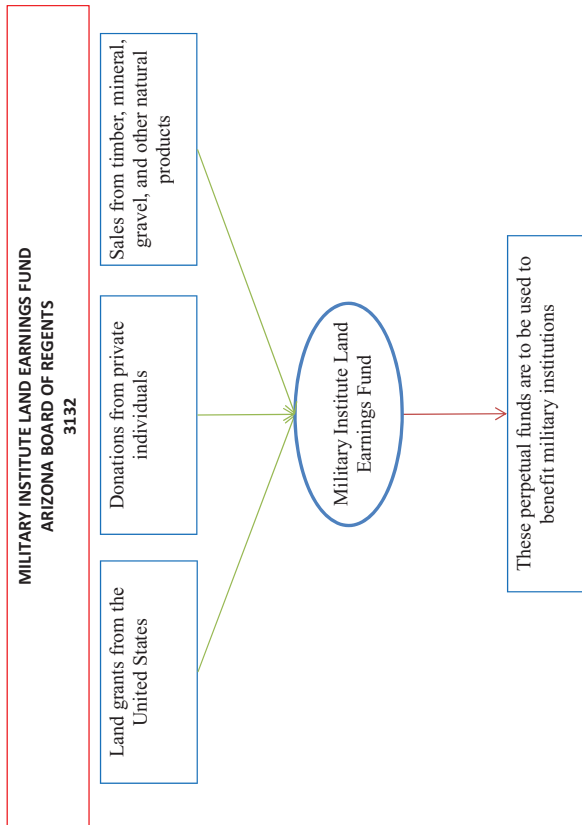 MILITARY INSTITUTE LAND EARNINGS FUND
ARIZONA BOARD OF REGENTS
3132
Land grants from the
United States
Donations from private
individuals
Sales from timber, mineral,
gravel, and other natural
products
Military Institute Land
Earnings Fund
These perpetual funds are to be used to
benefit military institutions